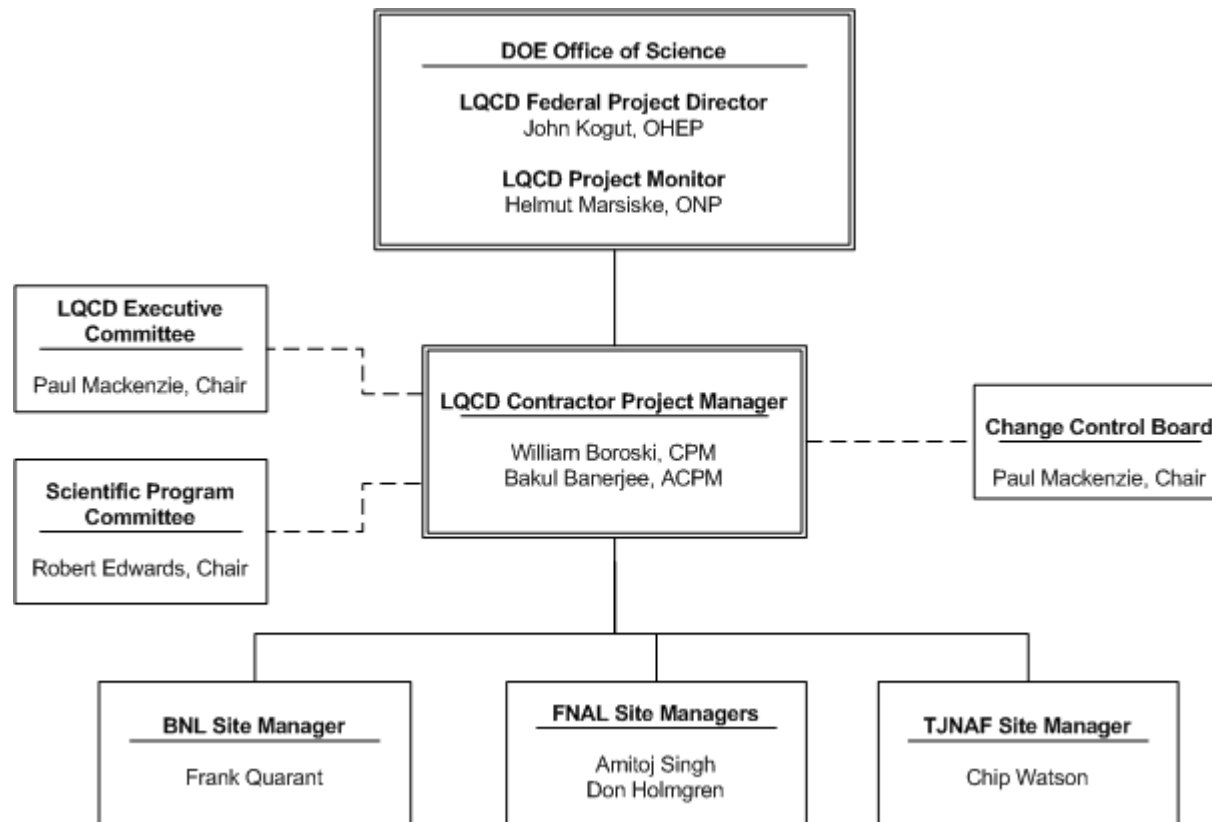 DOE Office of Science
LQCD Federal Project Director
John Kogut, OHEP
LQCD Project Monitor
Helmut Marsiske, ONP
LQCD Executive
Committee
Paul Mackenzie, Chair
LQCD Contractor Project Manager
William Boroski, CPM
Bakul Banerjee, ACPM
Change Control Board
Paul Mackenzie, Chair
Scientific Program
Committee
Robert Edwards, Chair
BNL Site Manager
Frank Quarant
FNAL Site Managers
Amitoj Singh
Don Holmgren
TJNAF Site Manager
Chip Watson